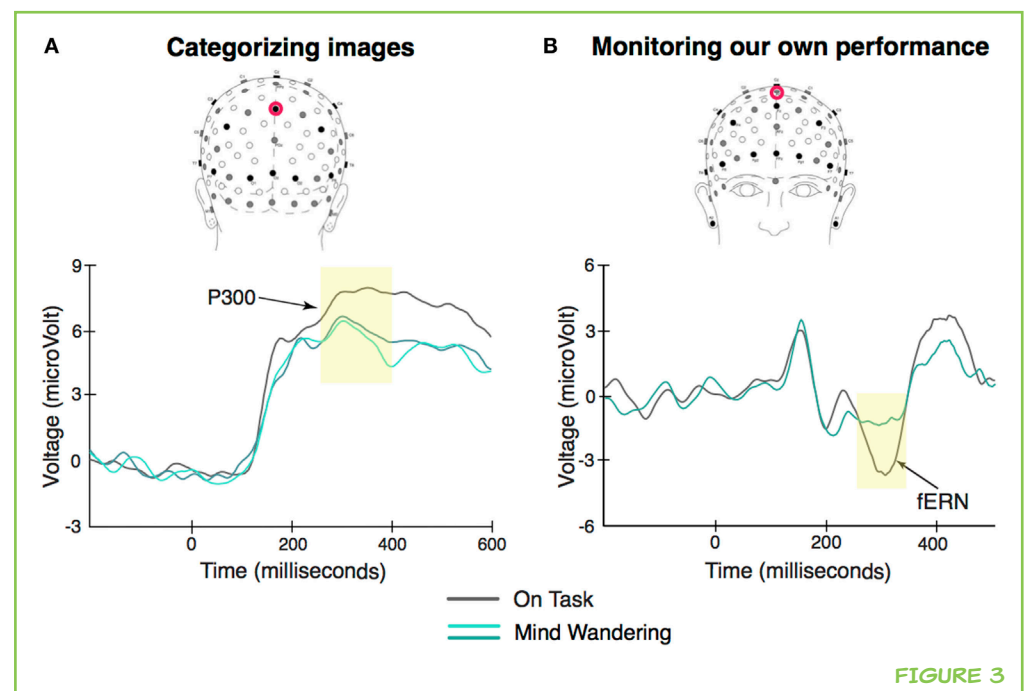 A
Categorizing images
B
Monitoring our own performance
9
6
3
0
-3
Voltage (microVolt)
P300
0
200
400
600
Time (milliseconds)
6
3
0
-3
-6
Voltage (microVolt)
fERN
0
200
400
Time (milliseconds)
On Task
Mind Wandering
FIGURE 3